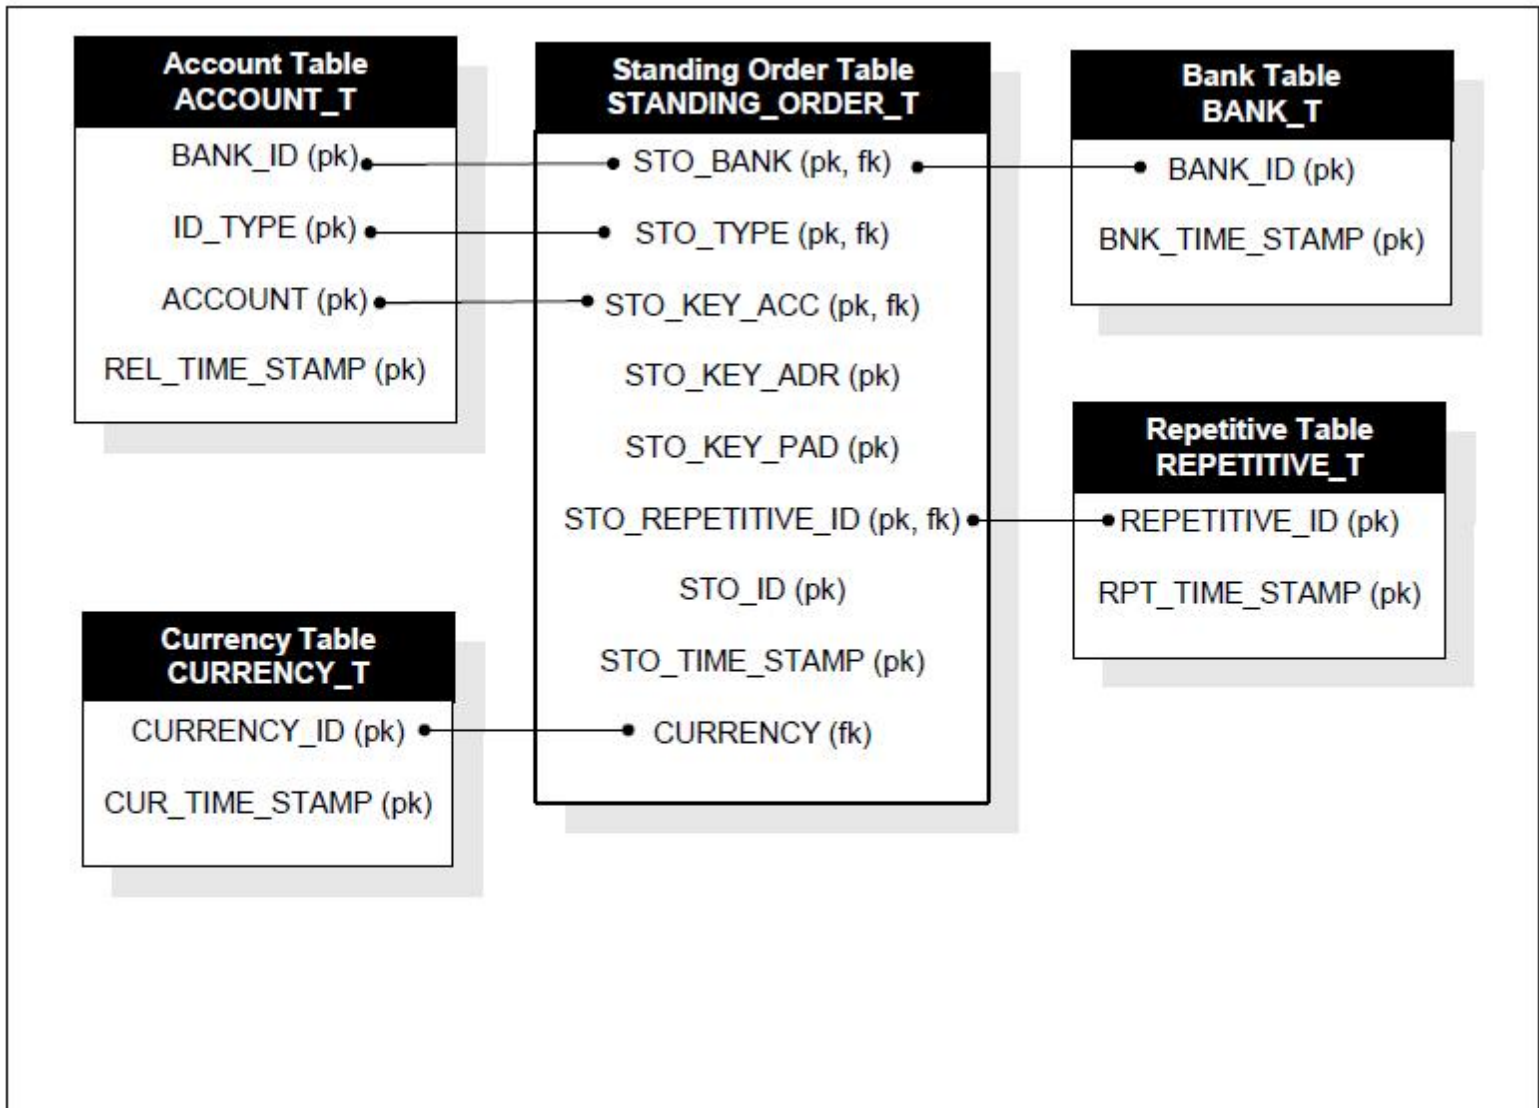 Account Table
ACCOUNT_T
BANK_ID (pk)
ID_TYPE (pk)
ACCOUNT (pk)
REL_TIME_STAMP (pk)
Standing Order Table
STANDING_ORDER_T
STO_BANK (pk, fk)
STO_TYPE (pk, fk)
STO_KEY_ACC (pk, fk)
STO_KEY_ADR (pk)
STO_KEY_PAD (pk)
STO_REPETITIVE_ID (pk, fk)
STO_ID (pk)
STO_TIME_STAMP (pk)
CURRENCY (fk)
Bank Table
BANK_T
BANK_ID (pk)
BNK_TIME_STAMP (pk)
Repetitive Table
REPETITIVE_T
REPETITIVE_ID (pk)
RPT_TIME_STAMP (pk)
Currency Table
CURRENCY_T
CURRENCY_ID (pk)
CUR_TIME_STAMP (pk)